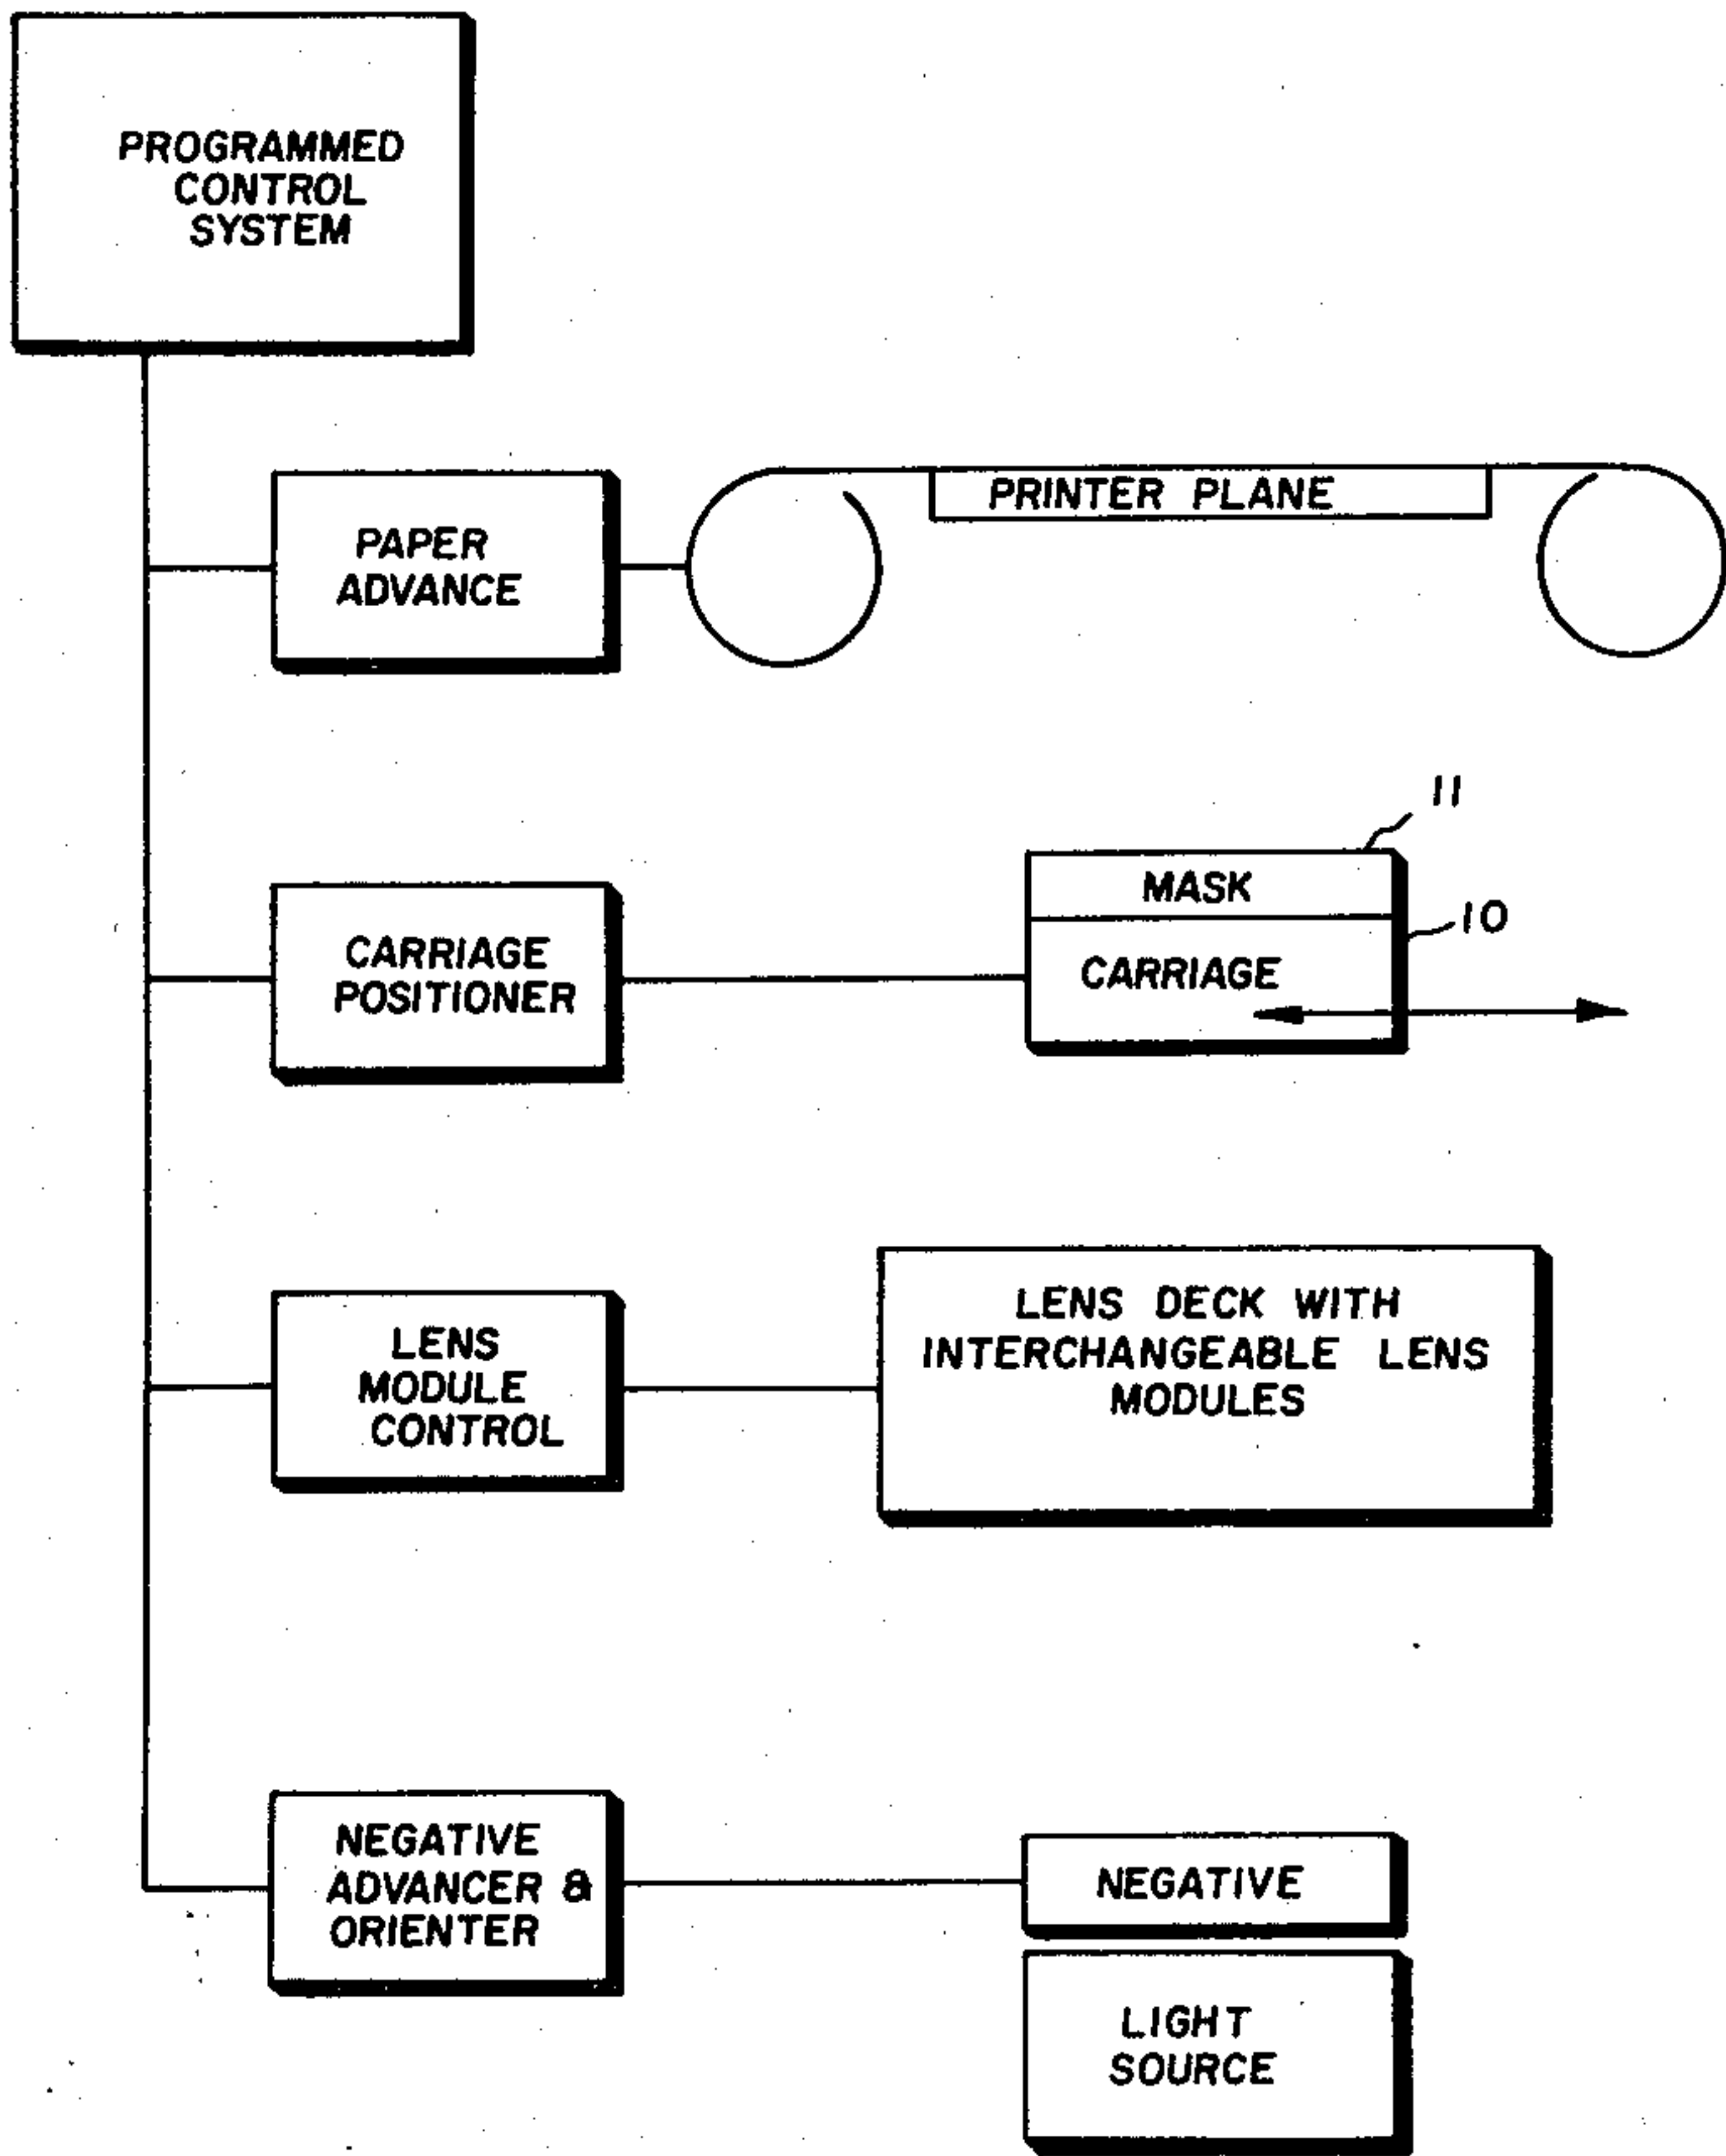 PROGRAMMED
CONTROL
SYSTEM
PAPER
ADVANCE
PRINTER PLANE
11
MASK
10
CARRIAGE
CARRIAGE
POSITIONER
LENS
MODULE
CONTROL
LENS DECK WITH
INTERCHANGEABLE LENS
MODULES
NEGATIVE
ADVANCER &
ORIENTER
NEGATIVE
LIGHT
SOURCE